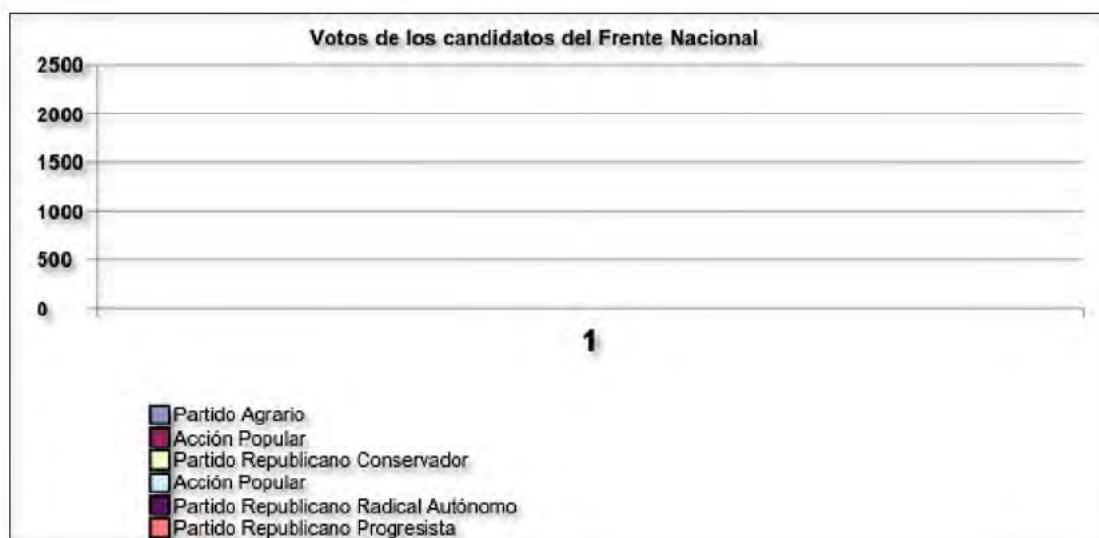 Votos de los candidatos del Frente Nacional
2500
2000
1500
1000
500
0
1
Partido Agrario
Acción Popular
Partido Republicano Conservador
Acción Popular
Partido Republicano Radical Autónomo
Partido Republicano Progresista